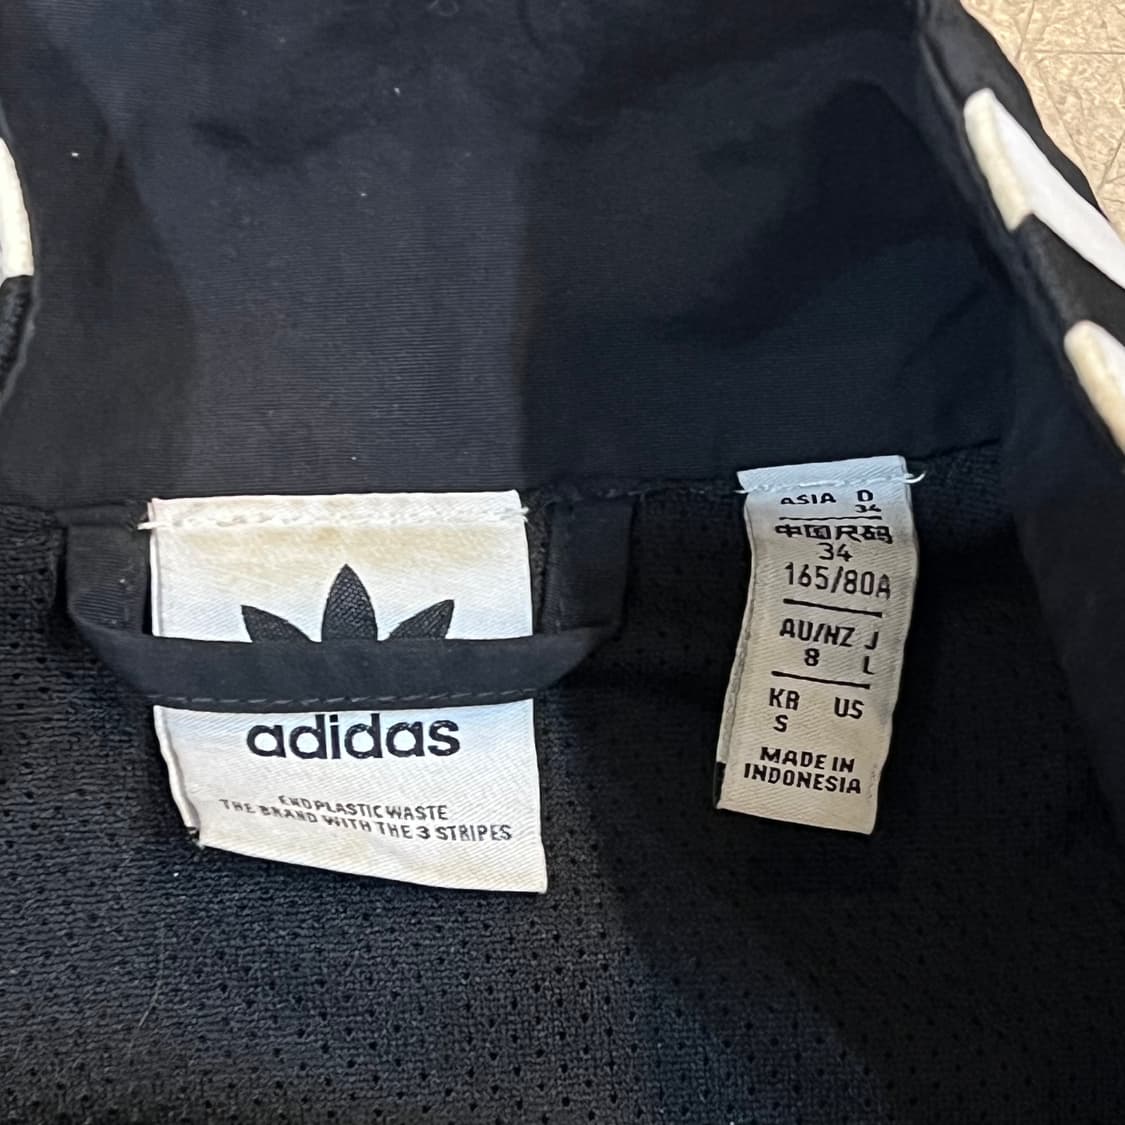 adidas
END PLASTIC WASTE
THE BRAND WITH THE 3 STRIPES
ASIA D
34
中国尺码
34
165/80A
AU/NZ J
8 L
KR US
S
MADE IN
INDONESIA